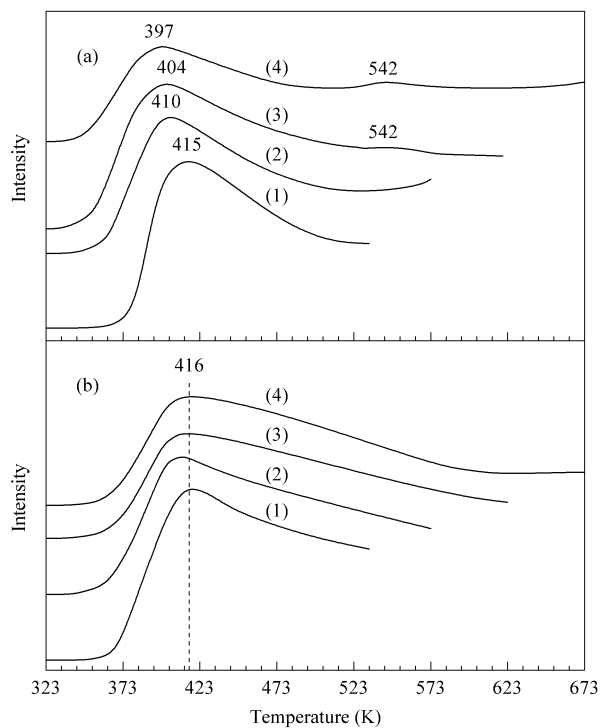 397
(a)
(4)
542
404
410
(3)
542
415
(2)
(1)
Intensity
416
(b)
(4)
(3)
(2)
(1)
Intensity
323 373 423 473 523 573 623 673
Temperature (K)